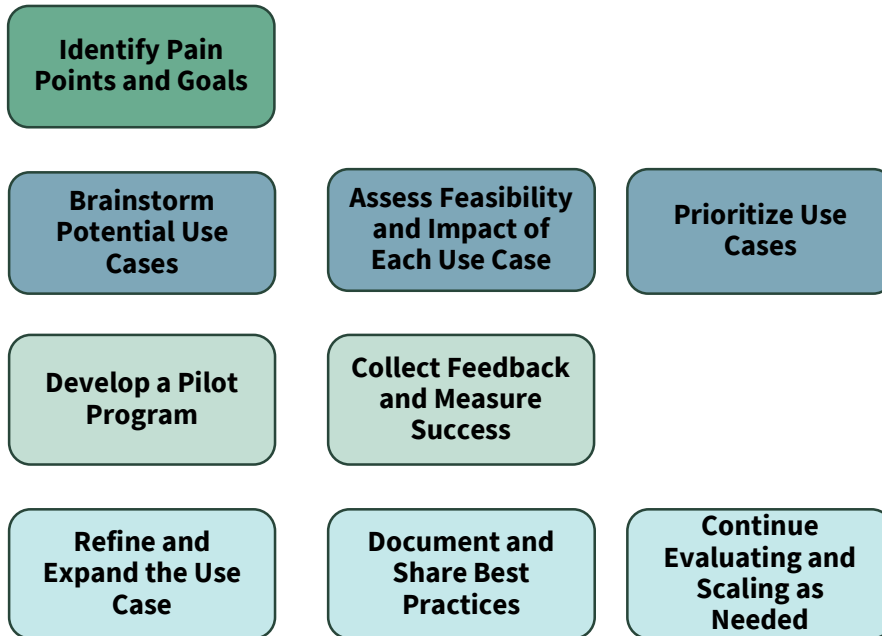 Identify Pain
Points and Goals
Brainstorm
Potential Use
Cases
Assess Feasibility
and Impact of
Each Use Case
Prioritize Use
Cases
Develop a Pilot
Program
Collect Feedback
and Measure
Success
Refine and
Expand the Use
Case
Document and
Share Best
Practices
Continue
Evaluating and
Scaling as
Needed